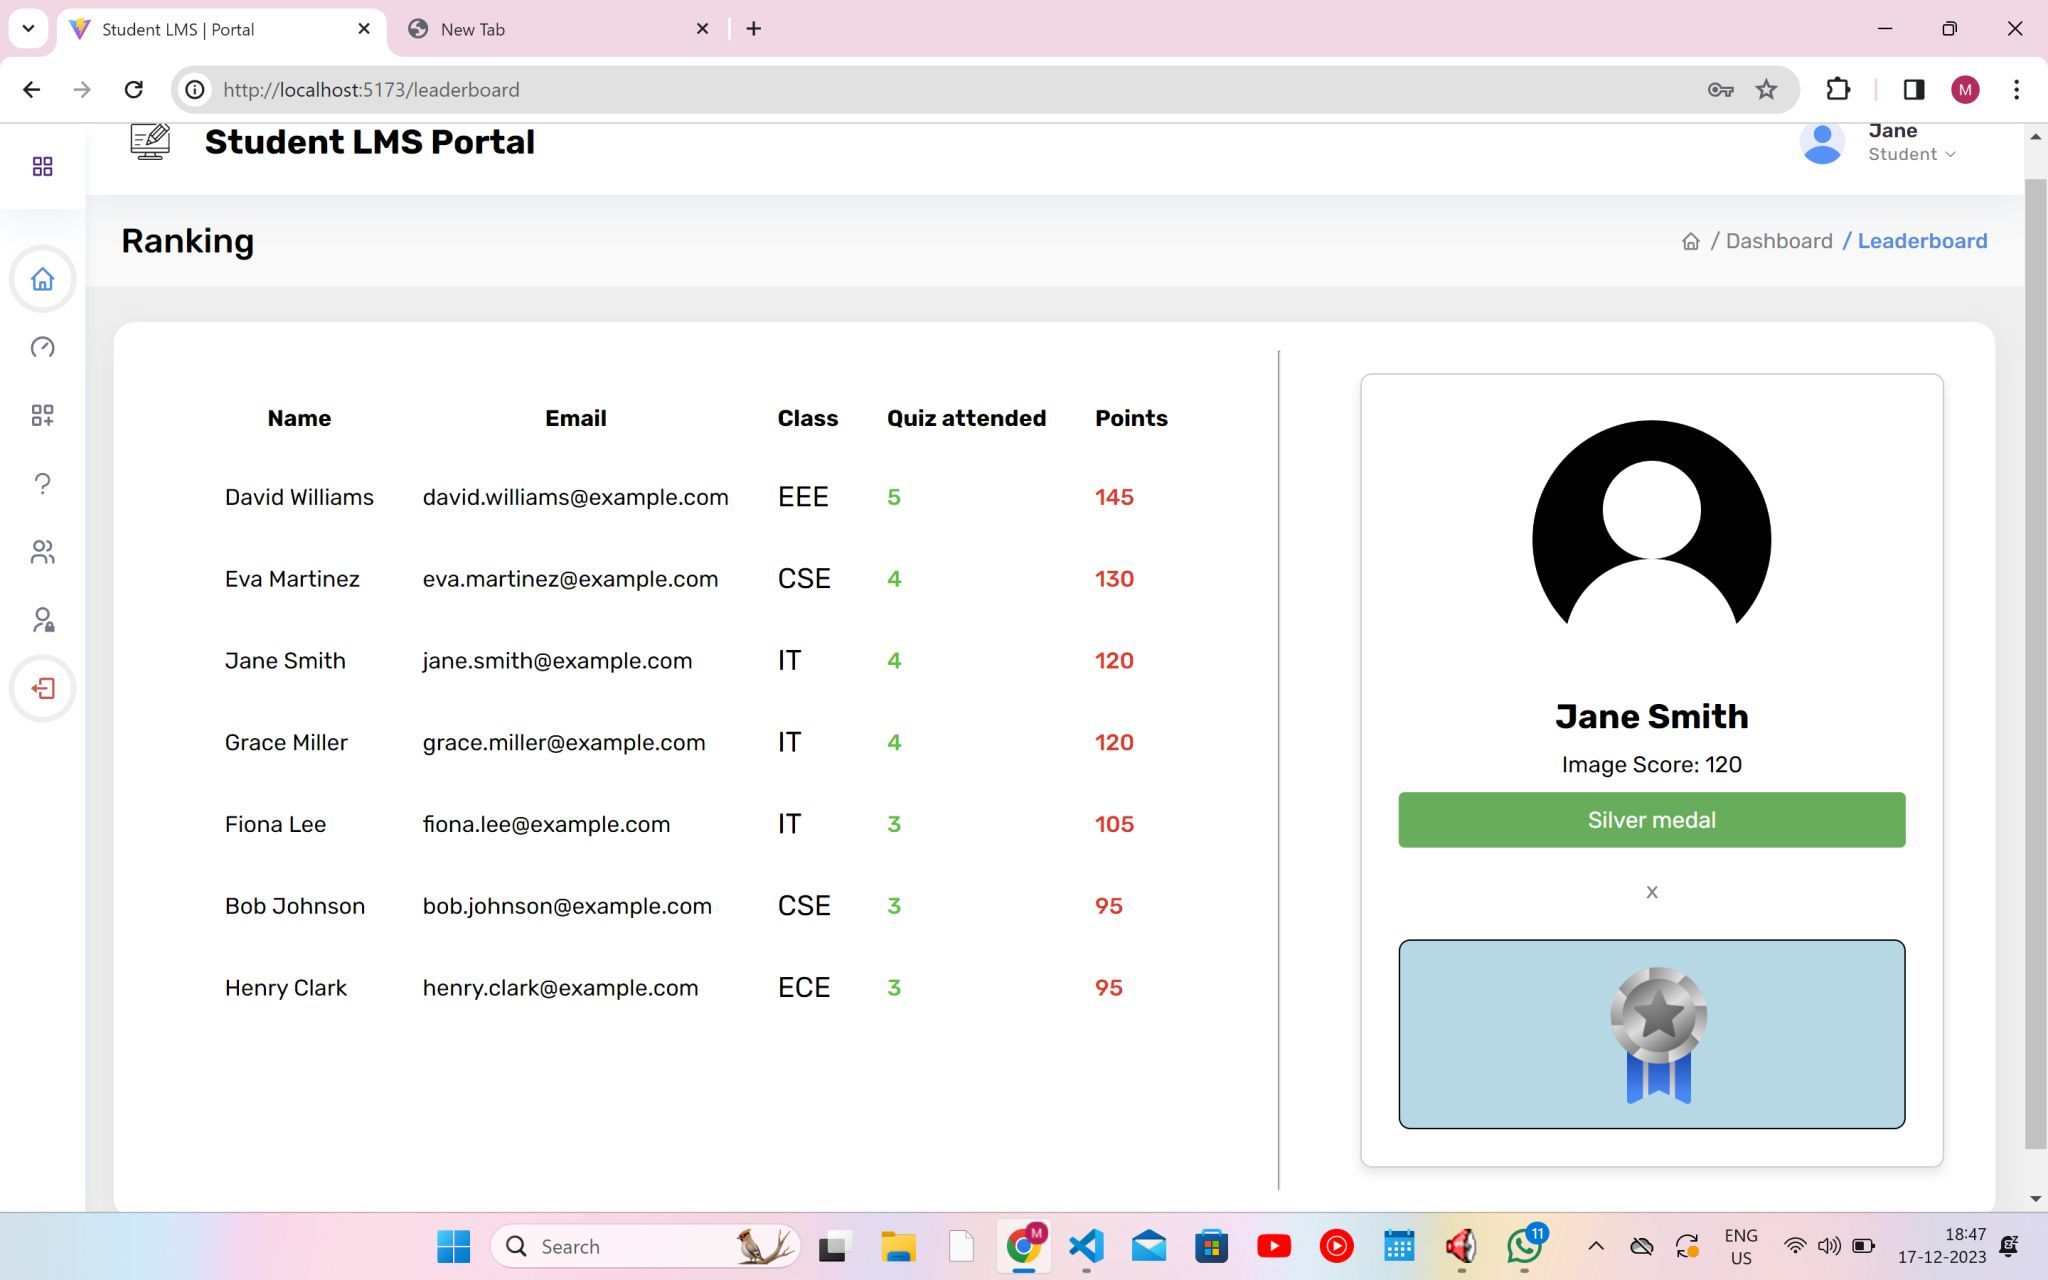 Student LMS | Portal
New Tab
http://localhost:5173/leaderboard
M
Student LMS Portal
Jane
Student
Ranking
/ Dashboard / Leaderboard
Name Email Class Quiz attended Points
David Williams david.williams@example.com EEE 5 145
Eva Martinez eva.martinez@example.com CSE 4 130
Jane Smith jane.smith@example.com IT 4 120
Grace Miller grace.miller@example.com IT 4 120
Fiona Lee fiona.lee@example.com IT 3 105
Bob Johnson bob.johnson@example.com CSE 3 95
Henry Clark henry.clark@example.com ECE 3 95
Jane Smith
Image Score: 120
Silver medal
x
Search
M
11
ENG
US
18:47
17-12-2023